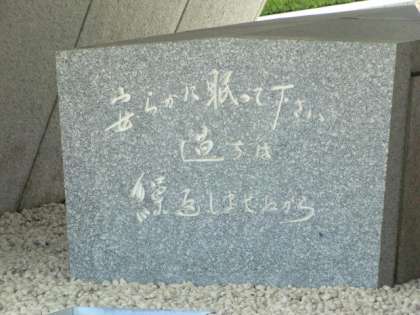 安らかに眠って下さい
過ちは
繰返しませぬから